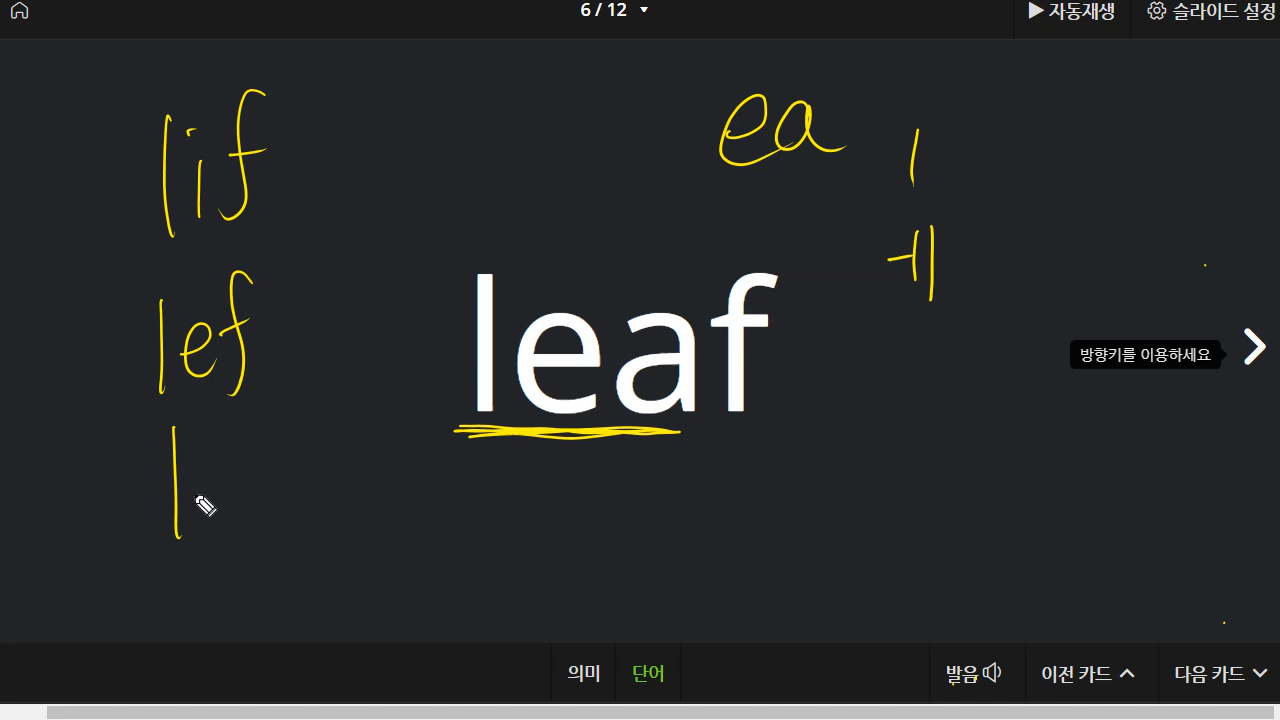 6 / 12
자동재생
슬라이드 설정
lif
ea
ㅣ
ㅔ
lef
leaf
l
방향키를 이용하세요
의미
단어
발음
이전 카드
다음 카드